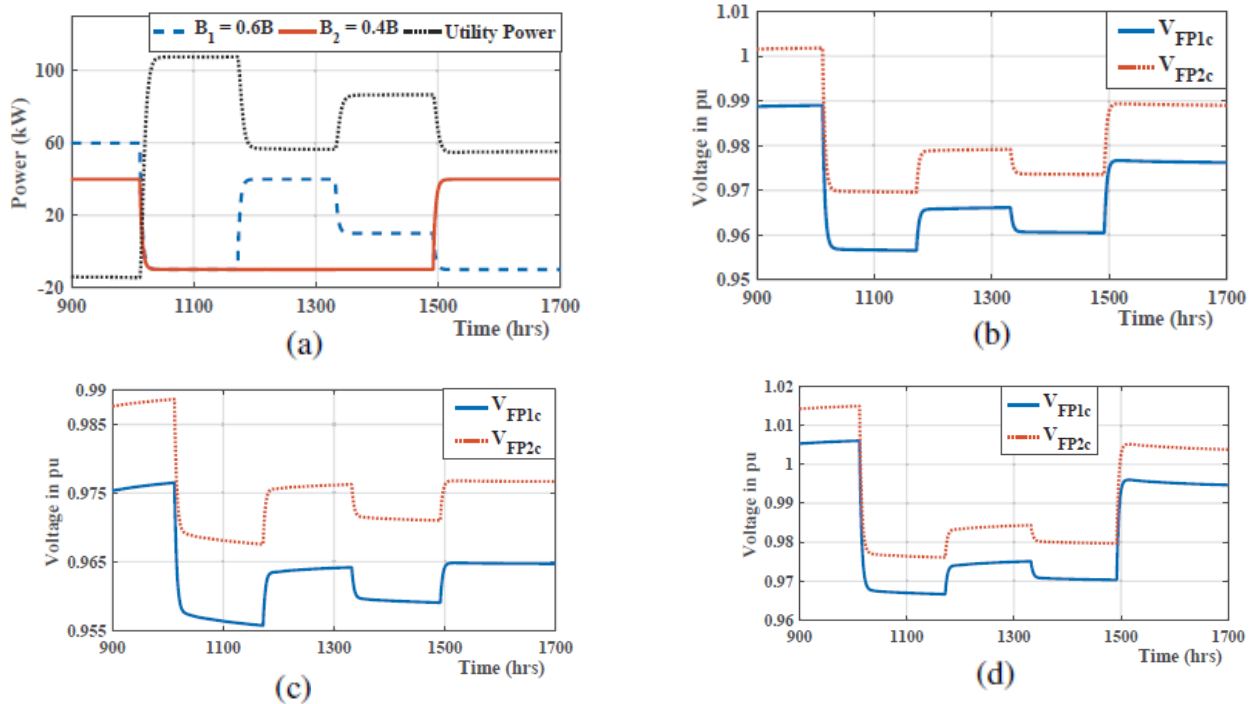 B1 = 0.6B B2 = 0.4B Utility Power
Power (kW)
100
60
20
-20
900 1100 1300 1500 1700
Time (hrs)
(a)
VFP1c
VFP2c
Voltage in pu
1.01
1
0.99
0.98
0.97
0.96
0.95
900 1100 1300 1500 1700
Time (hrs)
(b)
VFP1c
VFP2c
Voltage in pu
0.99
0.985
0.975
0.965
0.955
900 1100 1300 1500 1700
Time (hrs)
(c)
VFP1c
VFP2c
Voltage in pu
1.02
1.01
1
0.99
0.98
0.97
0.96
900 1100 1300 1500 1700
Time (hrs)
(d)